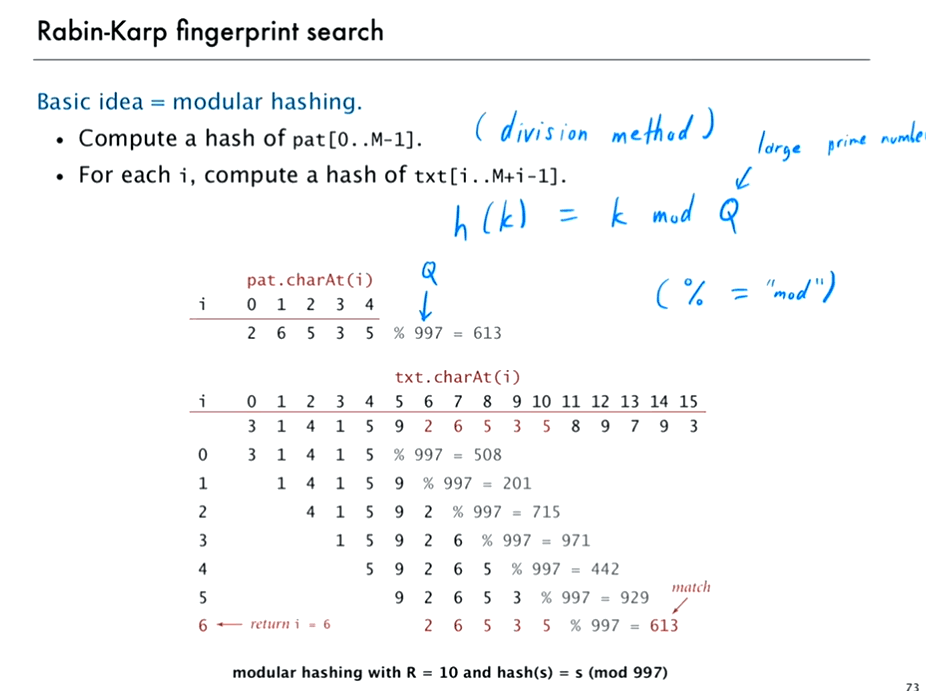 Rabin-Karp fingerprint search
Basic idea = modular hashing.
• Compute a hash of pat[0..M-1].
(division method)
large prime number
• For each i, compute a hash of txt[i..M+i-1].
h(k) = k mod Q
pat.charAt(i)
Q
(% = "mod")
i 0 1 2 3 4
2 6 5 3 5 % 997 = 613
txt.charAt(i)
i 0 1 2 3 4 5 6 7 8 9 10 11 12 13 14 15
3 1 4 1 5 9 2 6 5 3 5 8 9 7 9 3
0 3 1 4 1 5 % 997 = 508
1 1 4 1 5 9 % 997 = 201
2 4 1 5 9 2 % 997 = 715
3 1 5 9 2 6 % 997 = 971
4 5 9 2 6 5 % 997 = 442
5 9 2 6 5 3 % 997 = 929
match
6 ← return i = 6 2 6 5 3 5 % 997 = 613
modular hashing with R = 10 and hash(s) = s (mod 997)
73